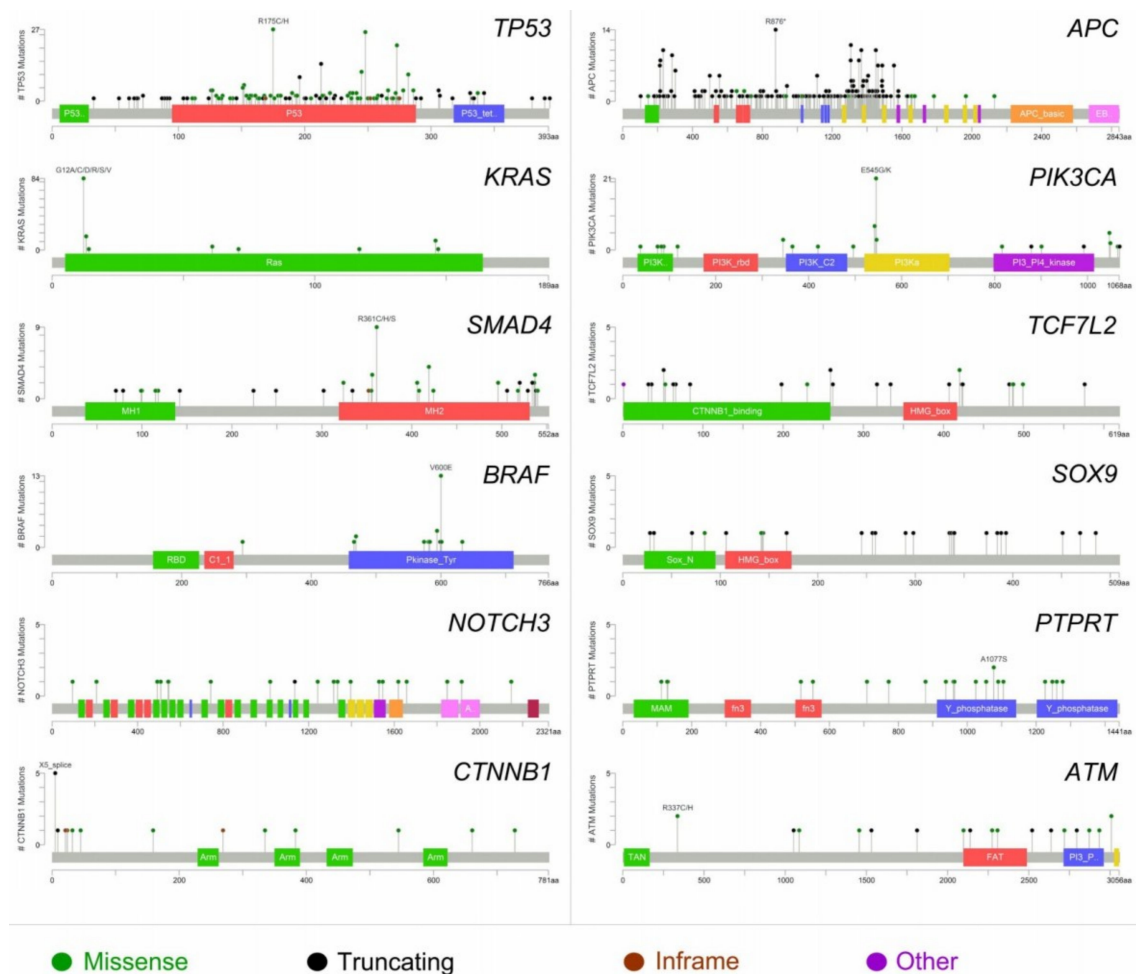 TP53
R175C/H
27
# TP53 Mutations
0
P53..
P53
P53_tet..
0
100
200
300
393aa
APC
R876*
14
# APC Mutations
0
APC_basic
EB..
0
400
800
1200
1600
2000
2843aa
KRAS
G12A/C/D/R/S/V
84
# KRAS Mutations
0
Ras
0
100
189aa
PIK3CA
E545G/K
21
# PIK3CA Mutations
0
PI3K..
PI3K_rbd
PI3K_C2
PI3Ka
PI3_PI4_kinase
0
200
400
600
800
1000
1068aa
SMAD4
R361C/H/S
9
# SMAD4 Mutations
0
MH1
MH2
0
100
200
300
400
552aa
TCF7L2
5
# TCF7L2 Mutations
0
CTNNB1_binding
HMG_box
0
100
200
300
400
500
619aa
BRAF
V600E
13
# BRAF Mutations
0
RBD
C1_1
Pkinase_Tyr
0
200
400
600
766aa
SOX9
5
# SOX9 Mutations
0
Sox_N
HMG_box
0
100
200
300
400
509aa
NOTCH3
5
# NOTCH3 Mutations
0
A..
0
400
800
1200
1600
2000
2321aa
PTPRT
A1077S
5
# PTPRT Mutations
0
MAM
fn3
fn3
Y_phosphatase
Y_phosphatase
0
200
400
600
800
1000
1200
1441aa
CTNNB1
X5_splice
5
# CTNNB1 Mutations
0
Arm
Arm
Arm
Arm
0
200
400
600
781aa
ATM
R337C/H
5
# ATM Mutations
0
TAN
FAT
PI3_P..
0
500
1000
1500
2000
2500
3056aa
Missense
Truncating
Inframe
Other